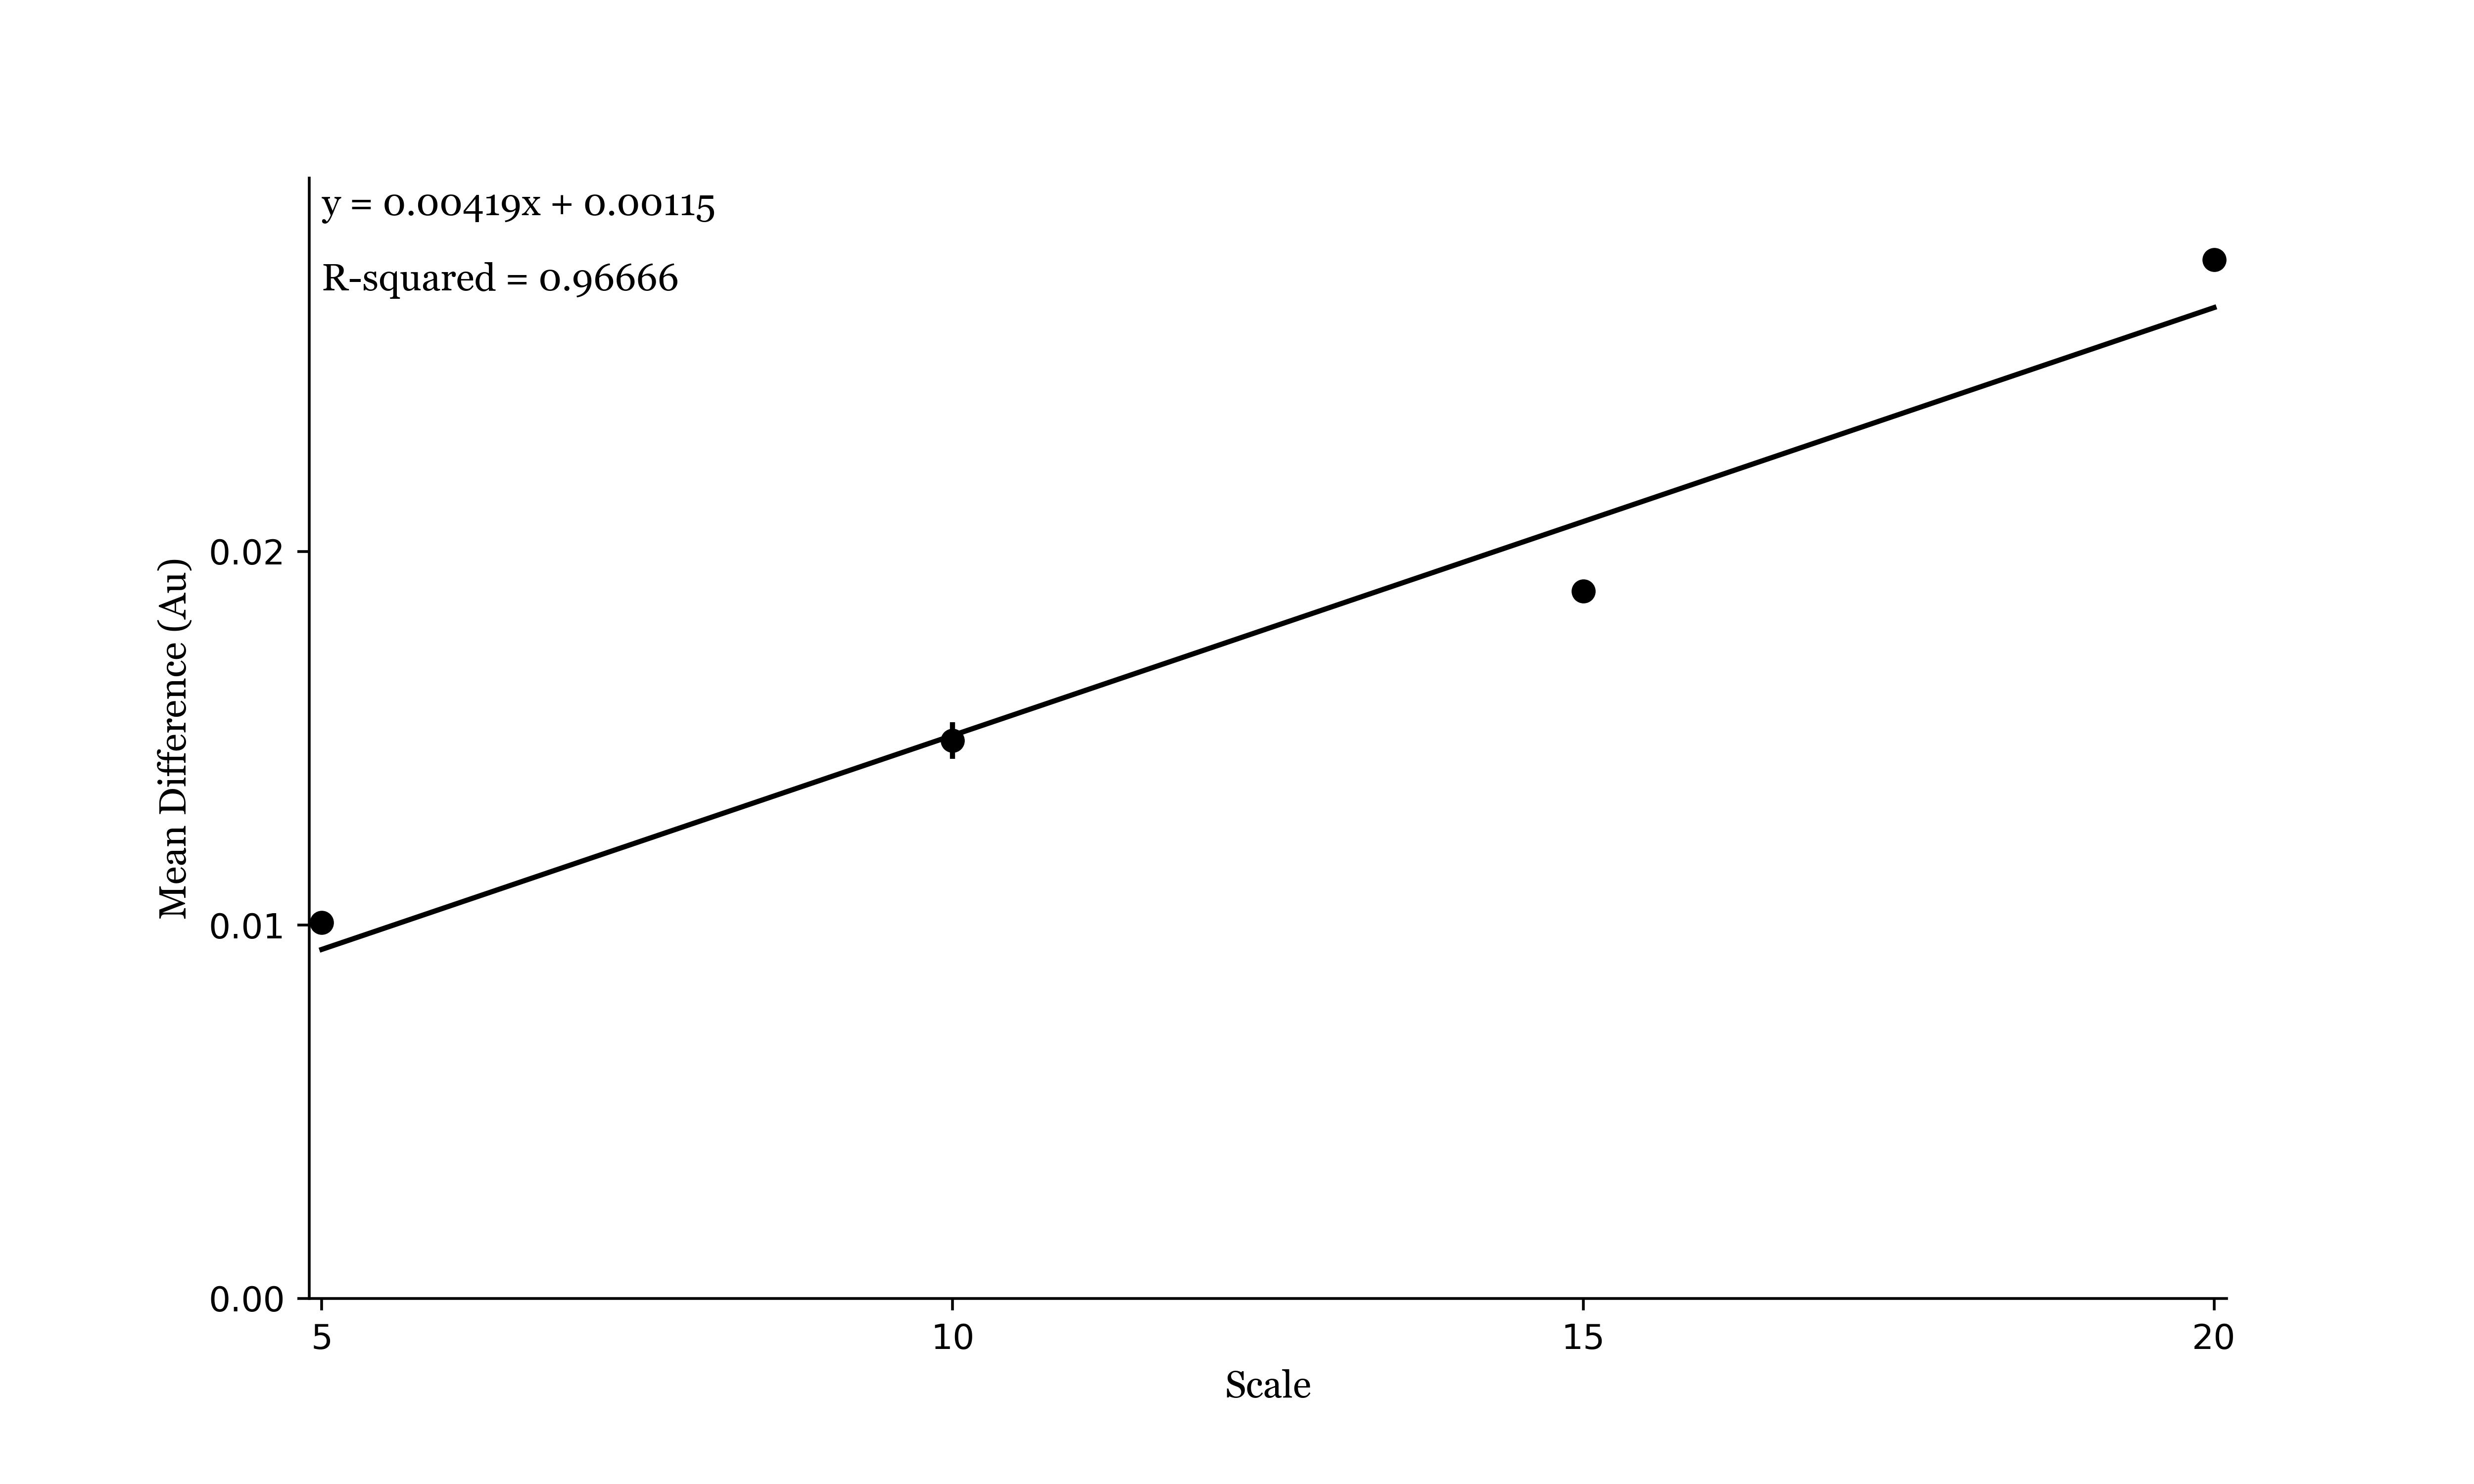 y = 0.00419x + 0.00115
R-squared = 0.96666
Mean Difference (Au)
0.02
0.01
0.00
5 10 15 20
Scale